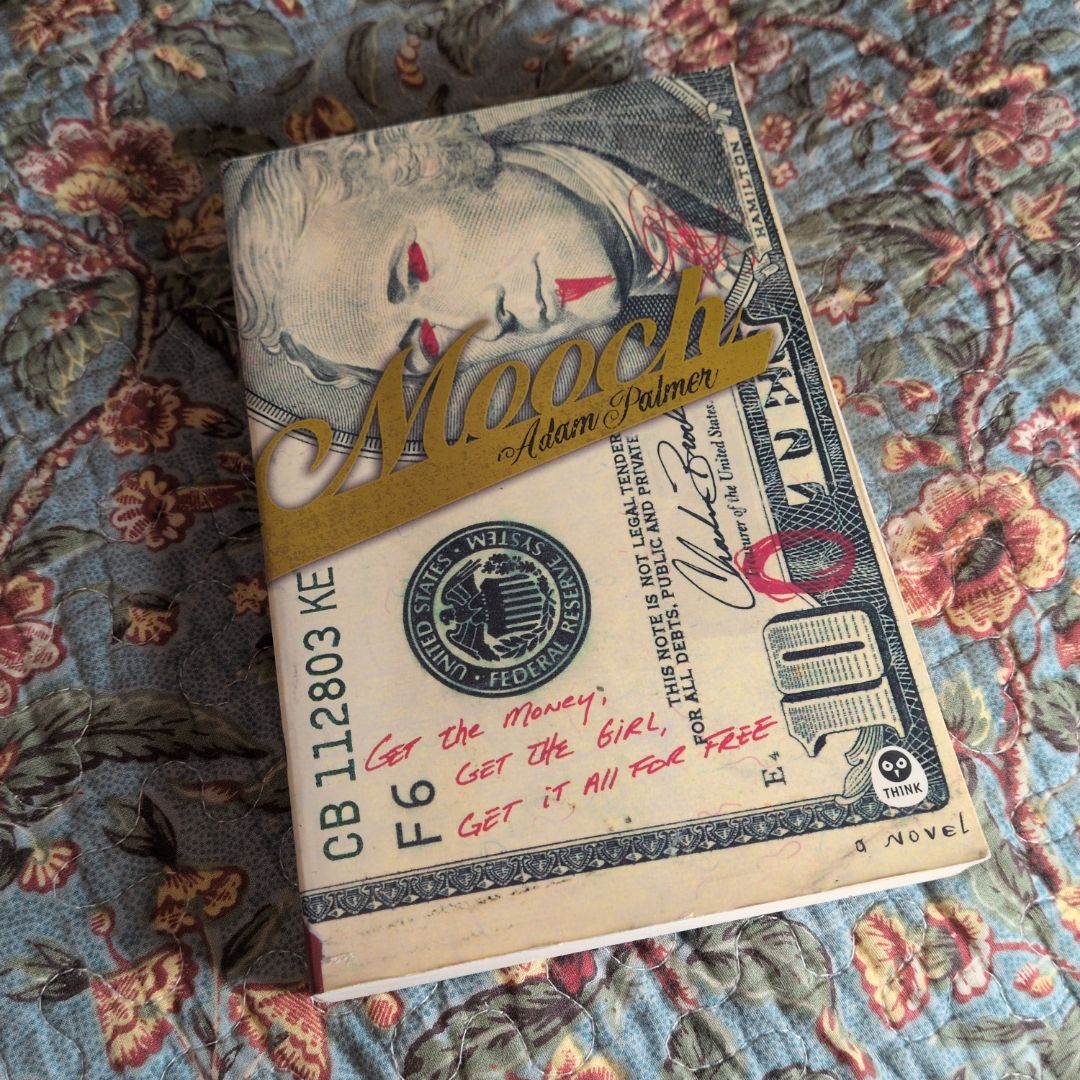 HAMILTON
Mooch
Adam Palmer
THIS NOTE IS NOT LEGAL TENDER
FOR ALL DEBTS, PUBLIC AND PRIVATE
of the United States.
UNITED STATES • FEDERAL RESERVE SYSTEM •
CB 112803 KE
F6
GET the MONEY,
GET THE GIRL,
GET iT All FOR FREE
10
E 4
THINK
a NOVEL